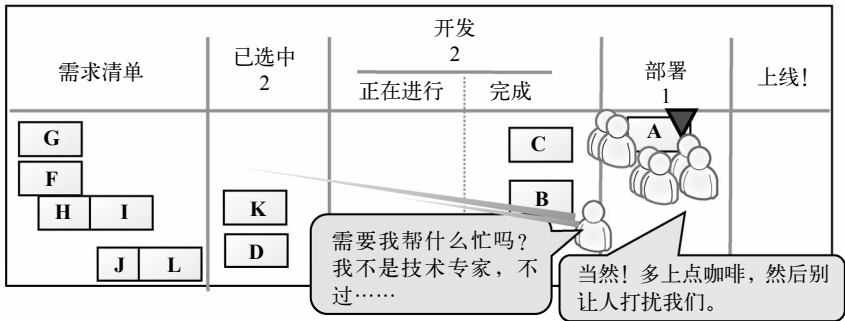 需求清单
已选中
2
开发
2
正在进行
完成
部署
1
上线！
G
F
H I
J L
K
D
C
B
A
需要我帮什么忙吗？
我不是技术专家，不
过……
当然！多上点咖啡，然后别
让人打扰我们。